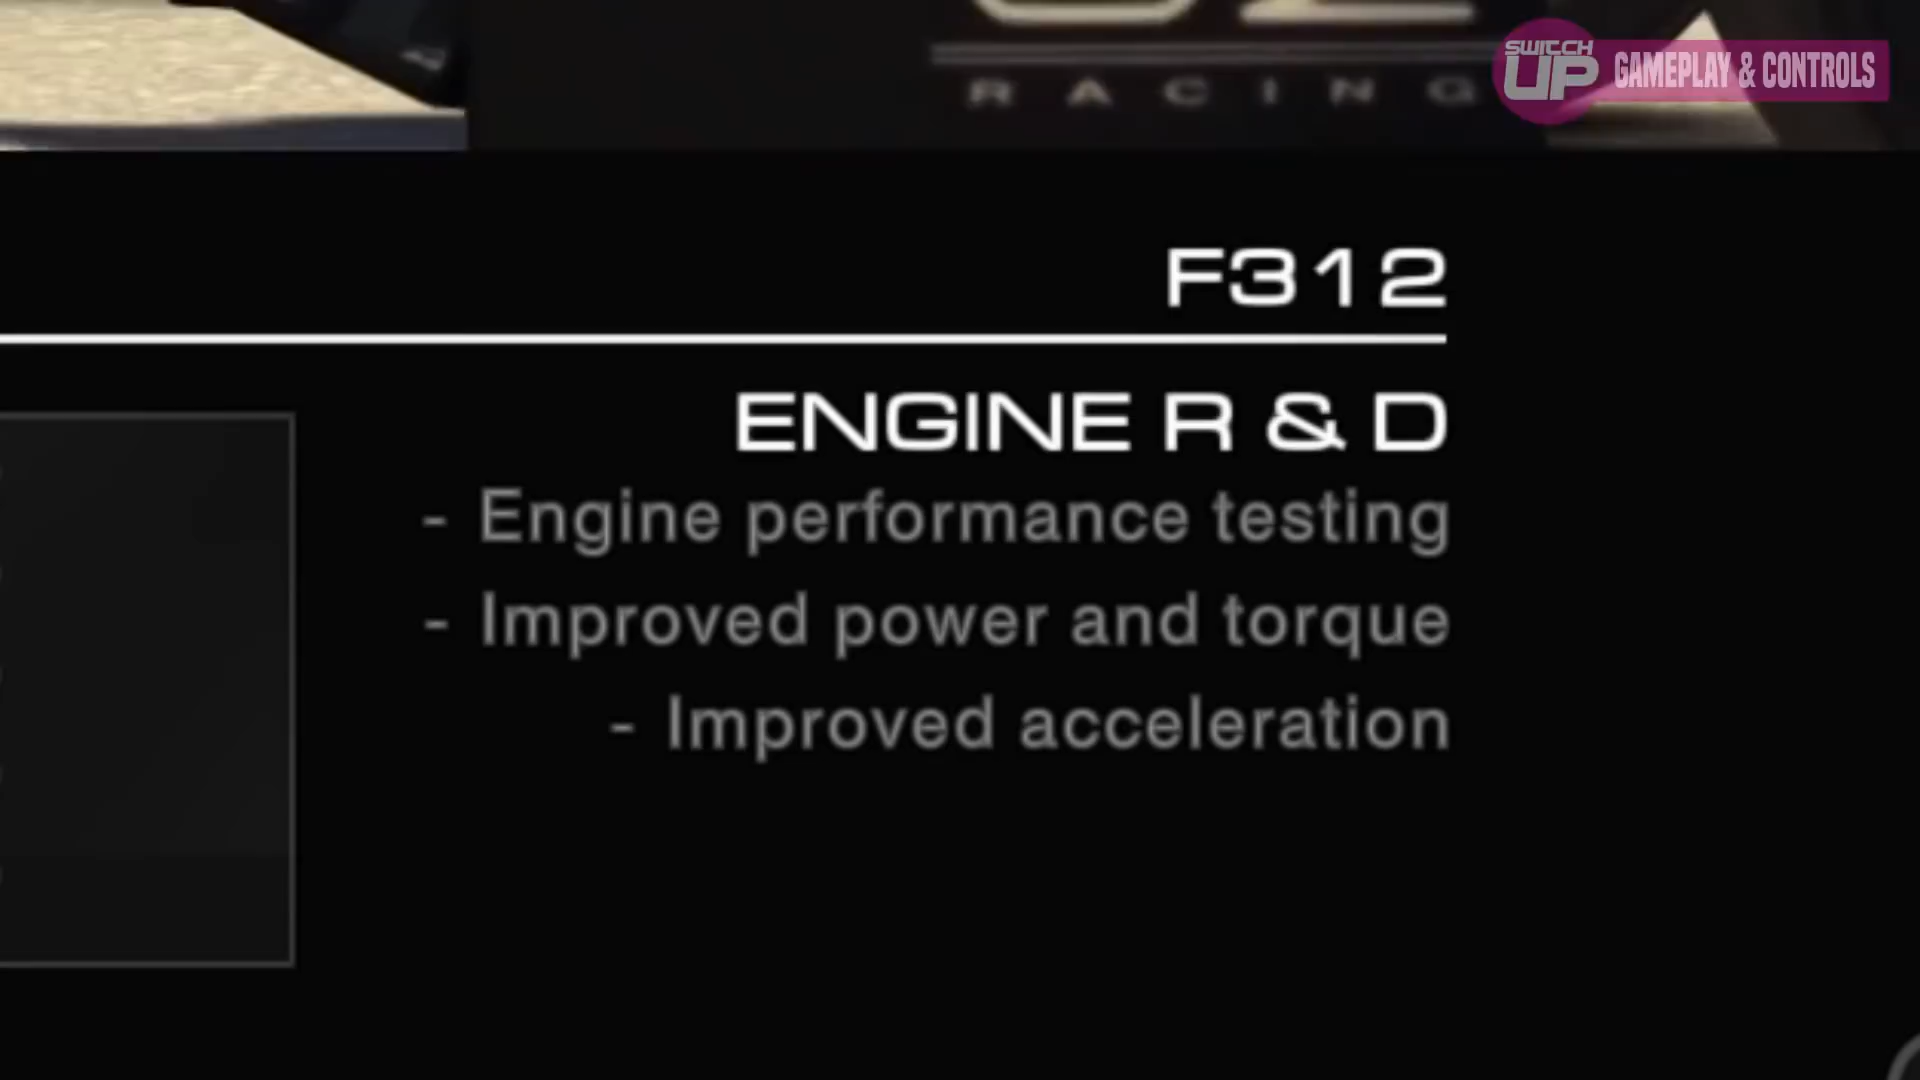 RACING
SWITCH
UP
GAMEPLAY & CONTROLS
F312
ENGINE R & D
- Engine performance testing
- Improved power and torque
- Improved acceleration